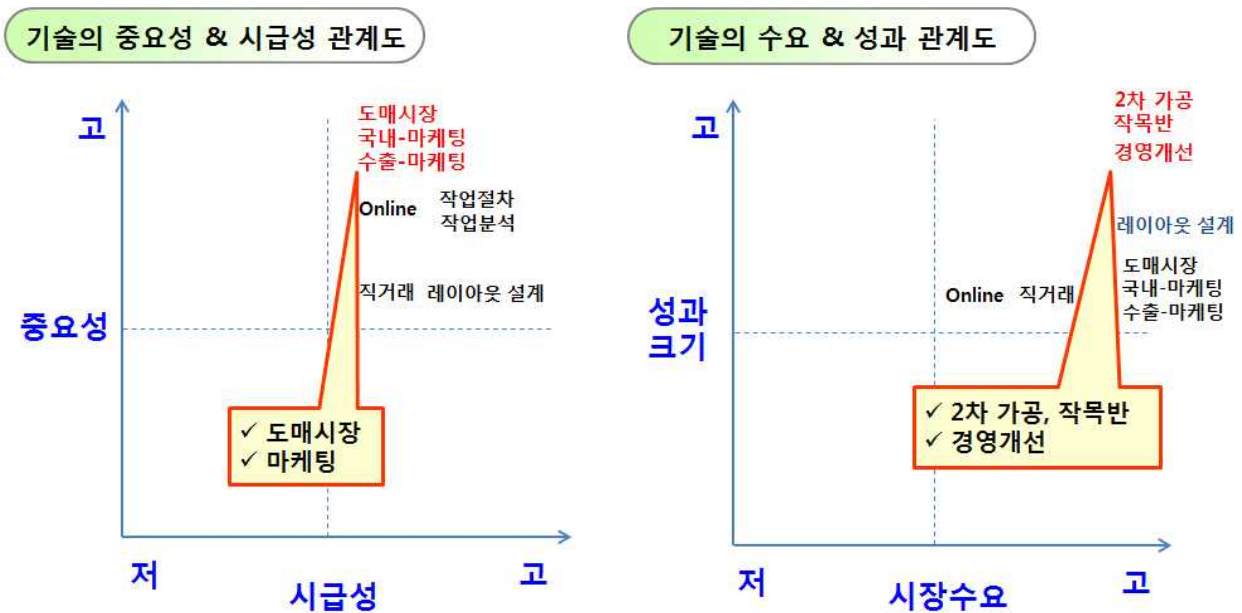 기술의 중요성 & 시급성 관계도
고
도매시장
국내-마케팅
수출-마케팅
Online 작업절차
작업분석
직거래 레이아웃 설계
중요성
✓ 도매시장
✓ 마케팅
저
시급성
고
기술의 수요 & 성과 관계도
고
2차 가공
작목반
경영개선
레이아웃 설계
도매시장
국내-마케팅
수출-마케팅
Online 직거래
성과
크기
✓ 2차 가공, 작목반
✓ 경영개선
저
시장수요
고